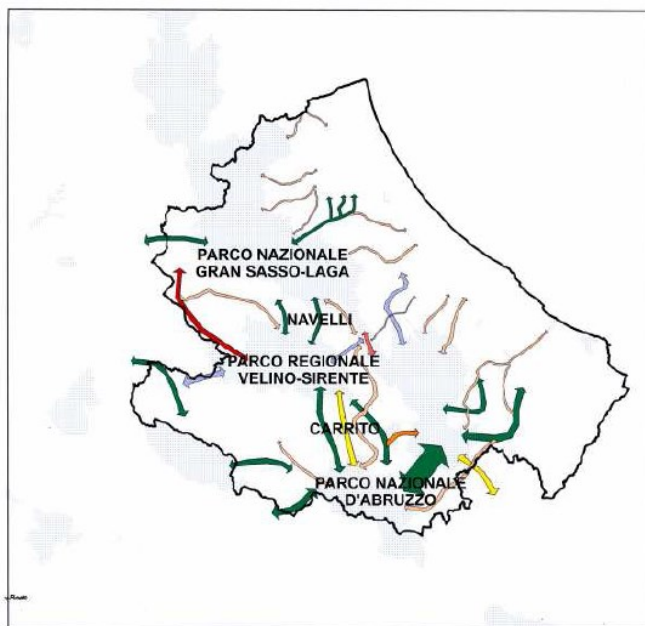 PARCO NAZIONALE
GRAN SASSO-LAGA
NAVELLI
PARCO REGIONALE
VELINO-SIRENTE
CARRITO
PARCO NAZIONALE
D'ABRUZZO